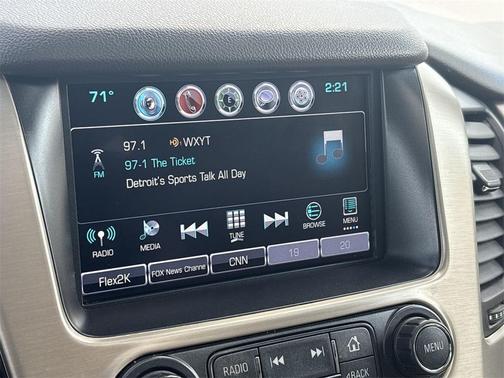 71° 2:21
97.1 HD) WXYT
FM 97-1 The Ticket
Detroit's Sports Talk All Day
RADIO MEDIA TUNE BROWSE MENU
Flex2K FOX News Channe CNN 19 20
RADIO MENU
BACK